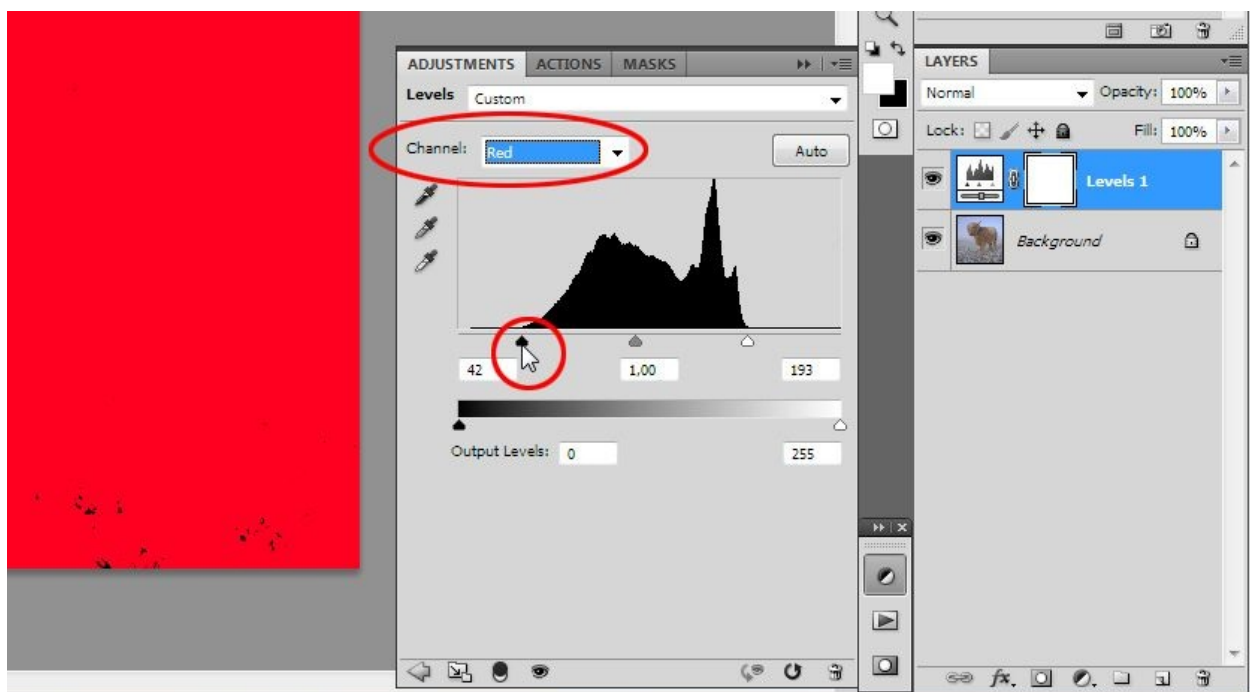 ADJUSTMENTS ACTIONS MASKS
Levels Custom
Channel: Red Auto
42 1,00 193
Output Levels: 0 255
LAYERS
Normal Opacity: 100%
Lock: Fill: 100%
Levels 1
Background
fx.